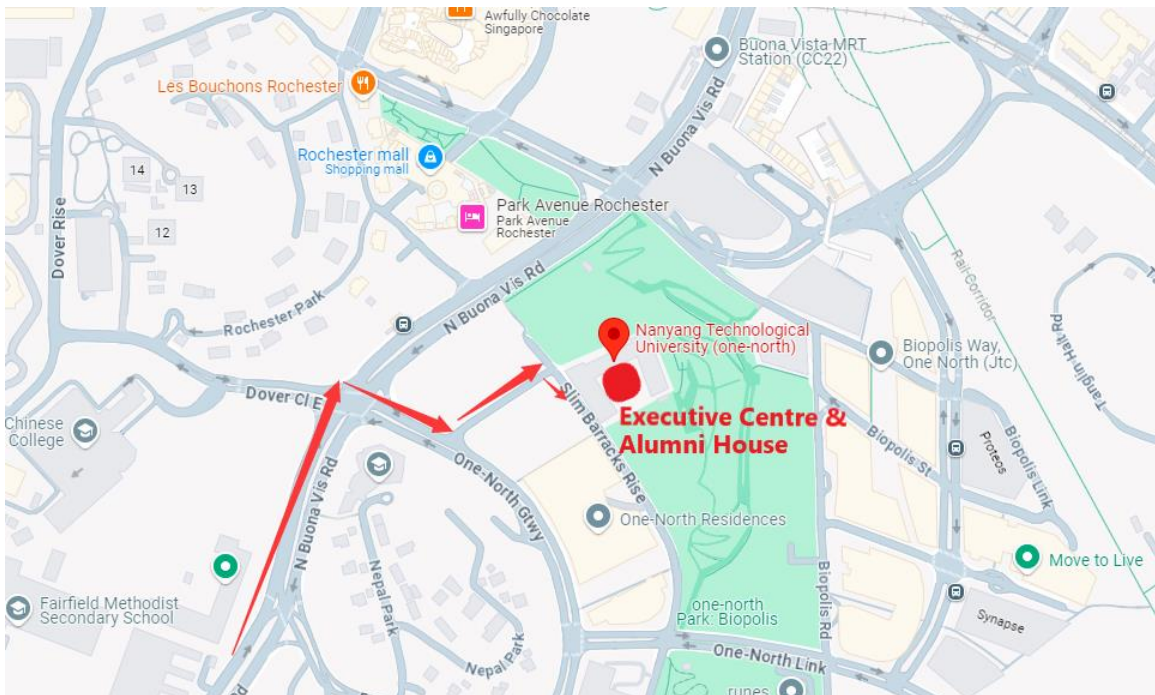 Awfully Chocolate
Singapore
Buona Vista MRT
Station (CC22)
Les Bouchons Rochester
N Buona Vis Rd
Rochester mall
Shopping mall
14
13
12
Park Avenue Rochester
Park Avenue
Rochester
Dover Rise
Rail Corridor
Tanglin Halt Rd
N Buona Vis Rd
Rochester Park
Nanyang Technological
University (one-north)
Biopolis Way,
One North (Jtc)
Dover Cl E
Slim Barracks Rise
Executive Centre &
Alumni House
Chinese
College
Biopolis St
Proteos
Biopolis Link
N Buona Vis Rd
One-North Gtwy
One-North Residences
Move to Live
Nepal Park
Biopolis Rd
Fairfield Methodist
Secondary School
one-north
Park: Biopolis
Synapse
Nepal Park
One-North Link
runes